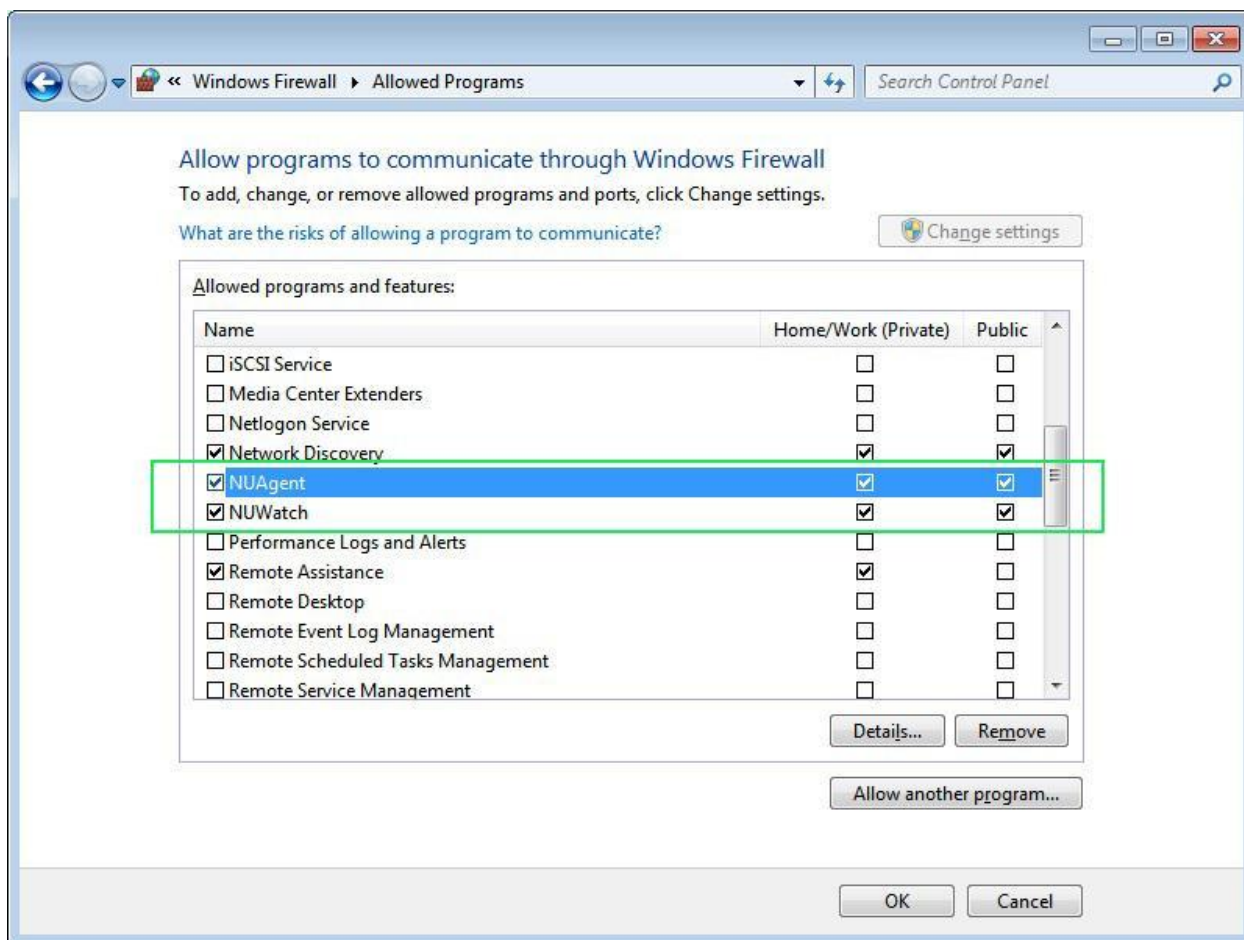 « Windows Firewall Allowed Programs
Search Control Panel
Allow programs to communicate through Windows Firewall
To add, change, or remove allowed programs and ports, click Change settings.
What are the risks of allowing a program to communicate?
Change settings
Allowed programs and features:
Name Home/Work (Private) Public
iSCSI Service
Media Center Extenders
Netlogon Service
Network Discovery
NUAgent
NUWatch
Performance Logs and Alerts
Remote Assistance
Remote Desktop
Remote Event Log Management
Remote Scheduled Tasks Management
Remote Service Management
Details... Remove
Allow another program...
OK Cancel